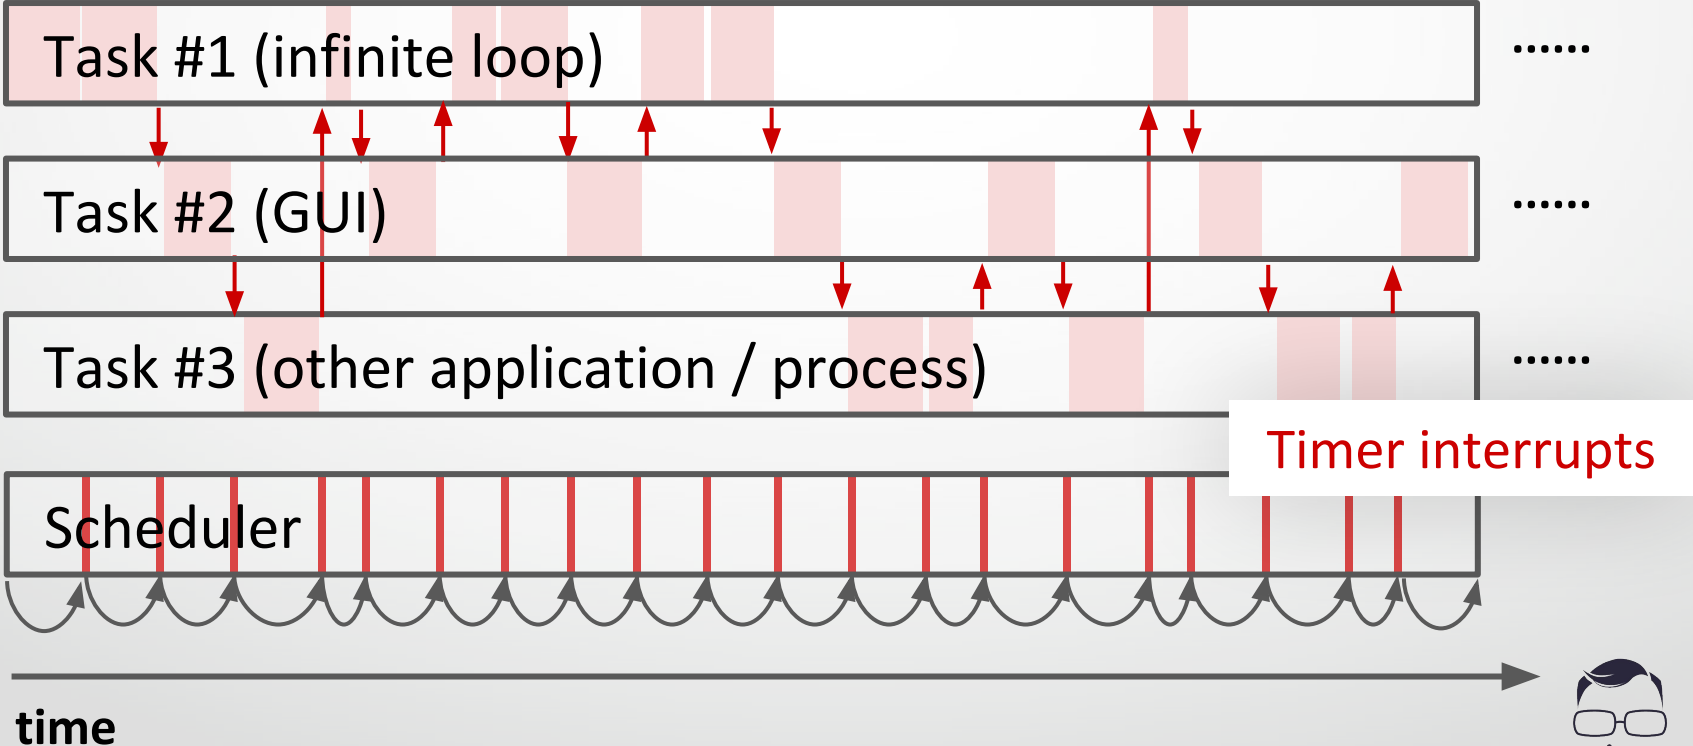 Task #1 (infinite loop)
......
Task #2 (GUI)
......
Task #3 (other application / process)
......
Timer interrupts
Scheduler
time